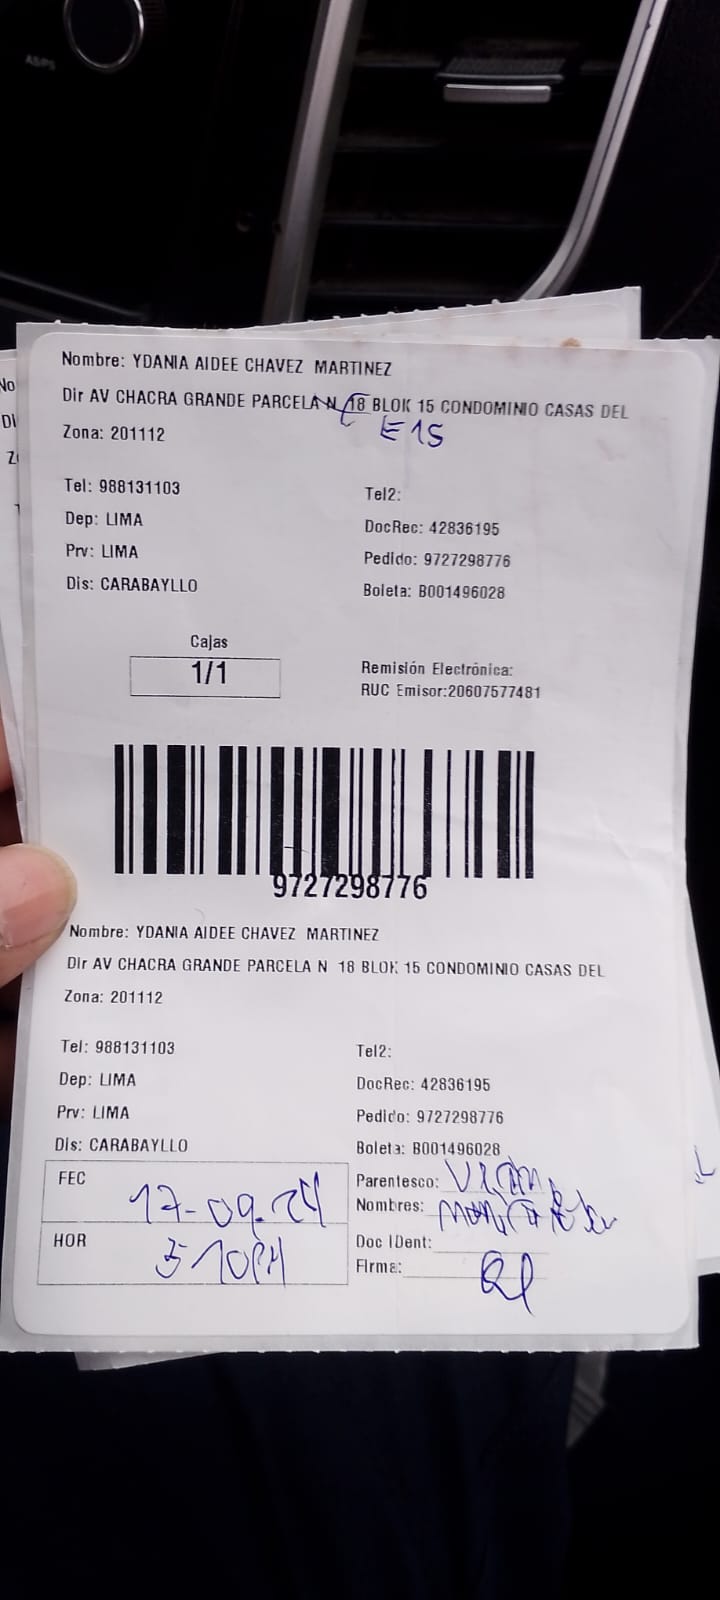 Nombre: YDANIA AIDEE CHAVEZ MARTINEZ
Dir AV CHACRA GRANDE PARCELA N 18 BLOK 15 CONDOMINIO CASAS DEL
E 15
Zona: 201112
Tel: 988131103
Tel2:
Dep: LIMA
DocRec: 42836195
Prv: LIMA
Pedido: 9727298776
Dis: CARABAYLLO
Boleta: B001496028
Cajas
1/1
Remisión Electrónica:
RUC Emisor:20607577481
9727298776
Nombre: YDANIA AIDEE CHAVEZ MARTINEZ
Dir AV CHACRA GRANDE PARCELA N 18 BLOK 15 CONDOMINIO CASAS DEL
Zona: 201112
Tel: 988131103
Tel2:
Dep: LIMA
DocRec: 42836195
Prv: LIMA
Pedido: 9727298776
Dis: CARABAYLLO
Boleta: B001496028
FEC 17-09-24
Parentesco:
Nombres:
HOR
Doc IDent:
Firma: